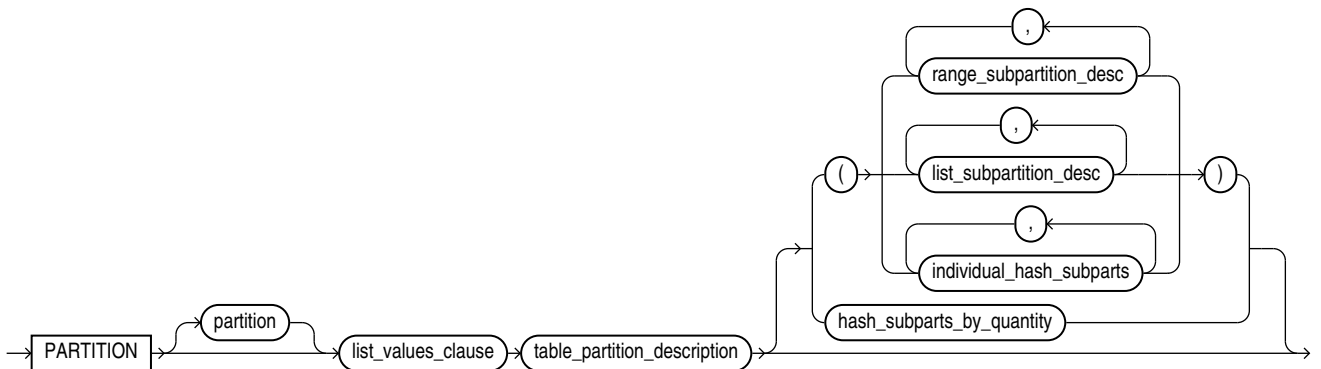 ,
range_subpartition_desc
,
( list_subpartition_desc )
,
individual_hash_subparts
partition hash_subparts_by_quantity
PARTITION list_values_clause table_partition_description